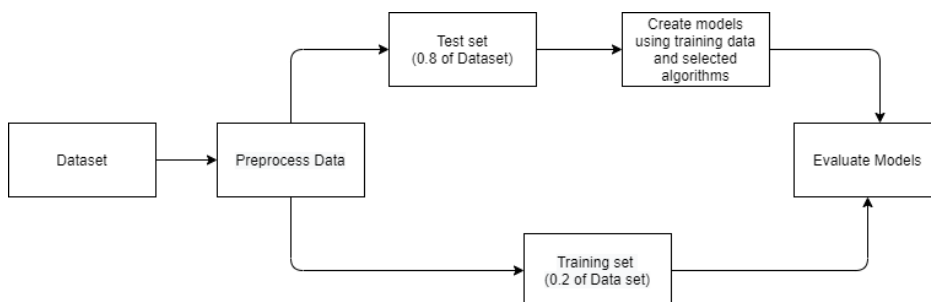 Dataset
Preprocess Data
Test set
(0.8 of Dataset)
Create models
using training data
and selected
algorithms
Evaluate Models
Training set
(0.2 of Data set)